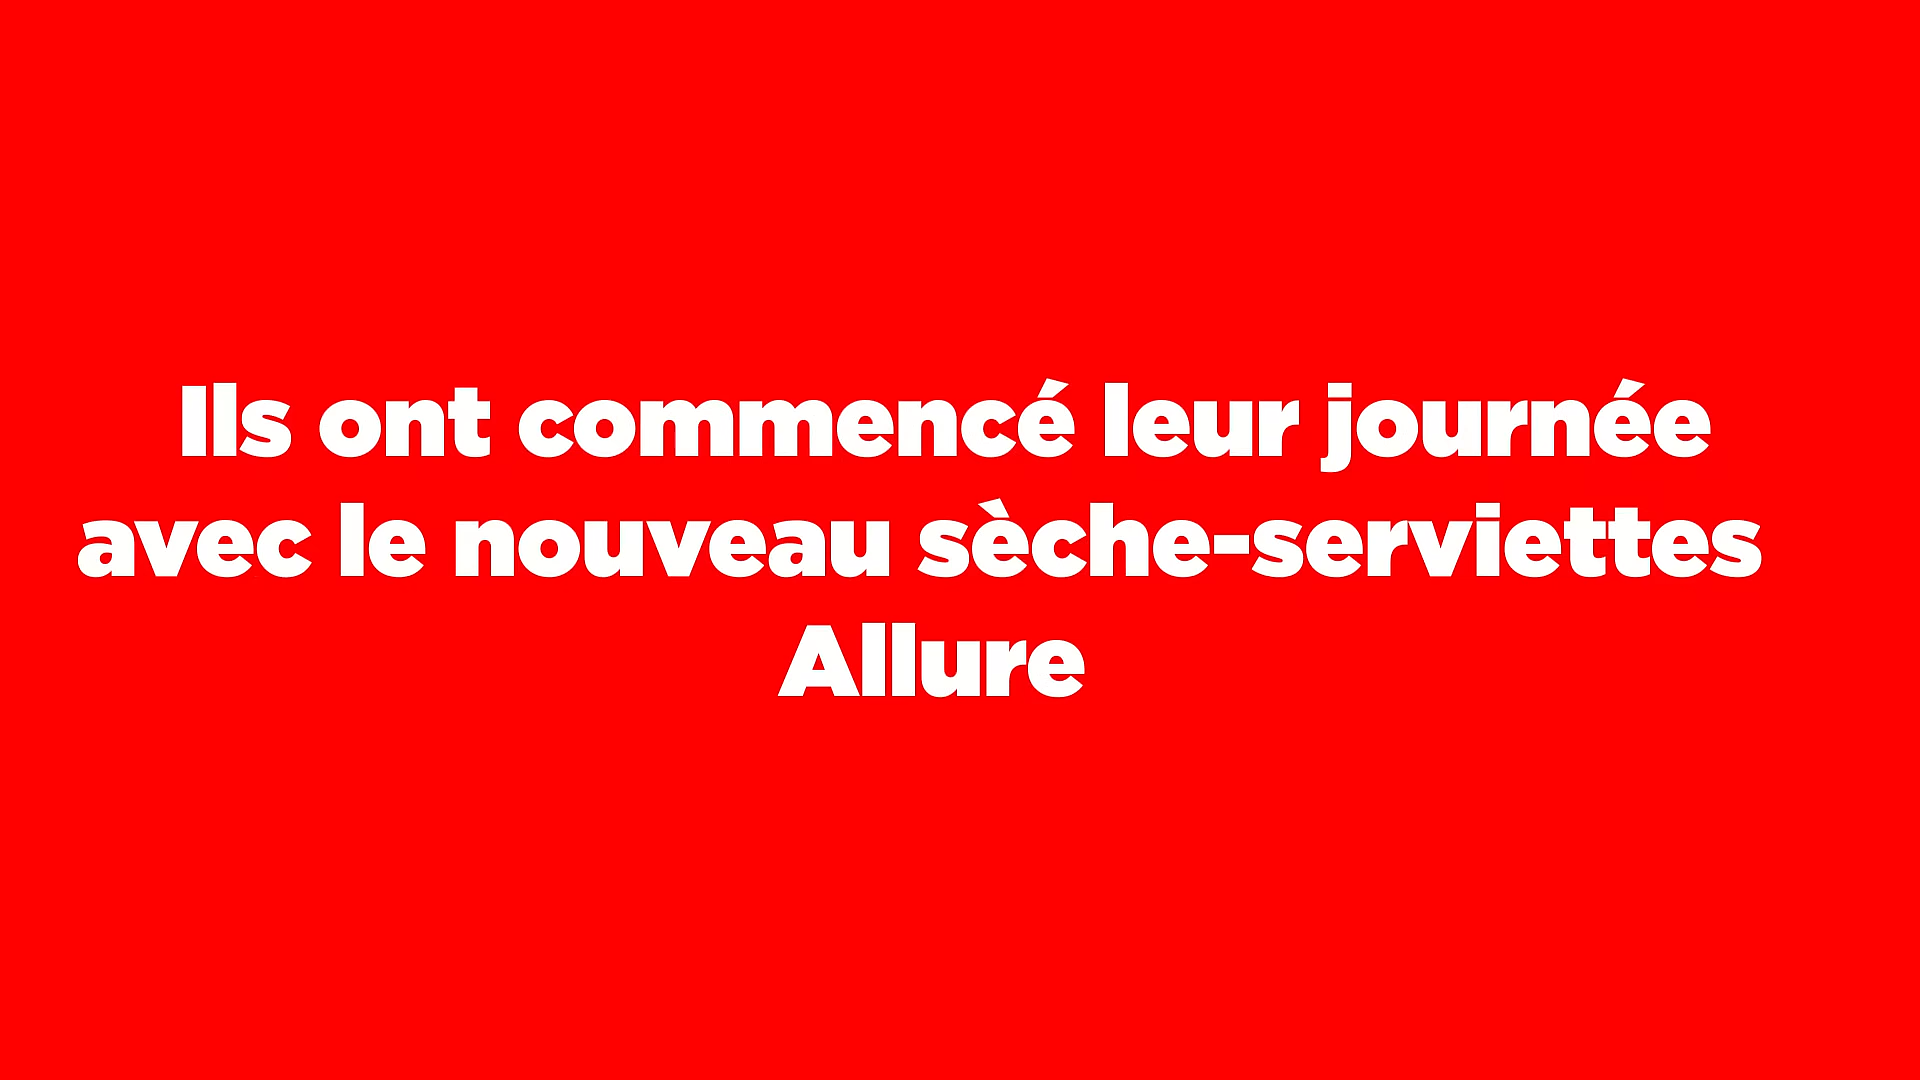 Ils ont commencé leur journée
avec le nouveau sèche-serviettes
Allure